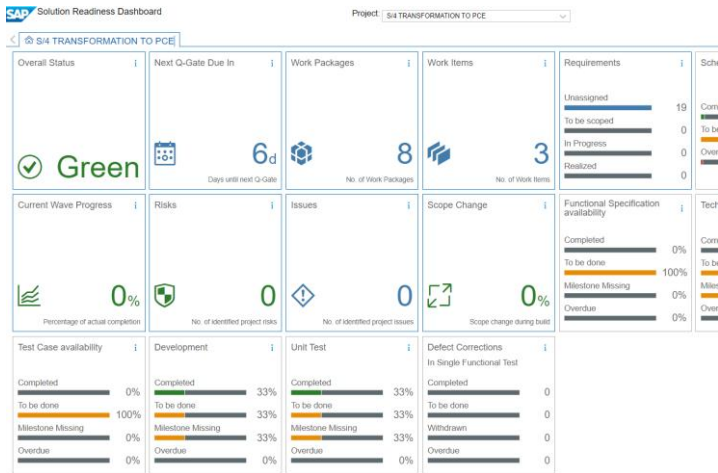 SAP Solution Readiness Dashboard
Project: S/4 TRANSFORMATION TO PCE
S/4 TRANSFORMATION TO PCE
Overall Status i
Green
Next Q-Gate Due In i
6d
Days until next Q-Gate
Work Packages i
8
No. of Work Packages
Work Items i
3
No. of Work Items
Requirements i
Unassigned
19
To be scoped
0
In Progress
0
Realized
0
Current Wave Progress i
0%
Percentage of actual completion
Risks i
0
No. of identified project risks
Issues i
0
No. of identified project issues
Scope Change i
0%
Scope change during build
Functional Specification i
availability
Completed
0%
To be done
100%
Milestone Missing
0%
Overdue
0%
Test Case availability i
Completed
0%
To be done
100%
Milestone Missing
0%
Overdue
0%
Development i
Completed
33%
To be done
33%
Milestone Missing
33%
Overdue
0%
Unit Test i
Completed
33%
To be done
33%
Milestone Missing
33%
Overdue
0%
Defect Corrections i
In Single Functional Test
Completed
0
To be done
0
Withdrawn
0
Overdue
0